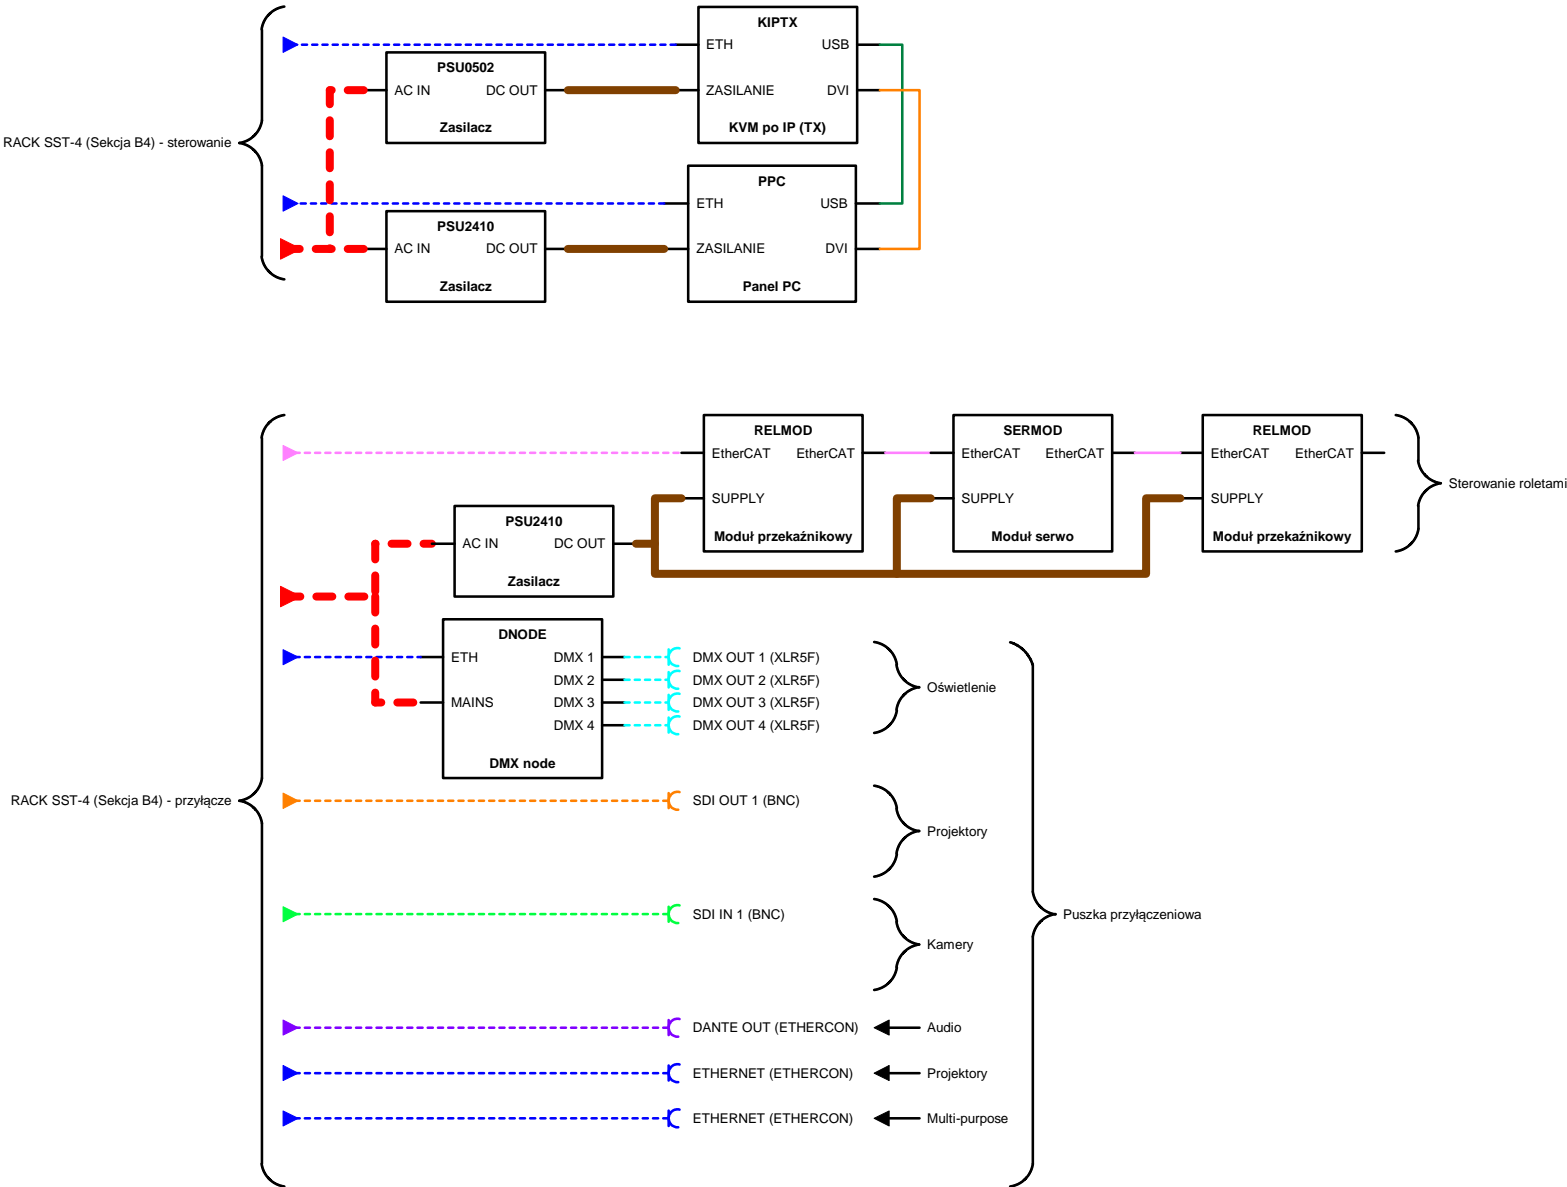 KIPTX
ETH USB
PSU0502
AC IN DC OUT
ZASILANIE DVI
Zasilacz
KVM po IP (TX)
RACK SST-4 (Sekcja B4) - sterowanie
PPC
ETH USB
PSU2410
AC IN DC OUT
ZASILANIE DVI
Zasilacz
Panel PC
RELMOD
EtherCAT EtherCAT
SUPPLY
Moduł przekaźnikowy
SERMOD
EtherCAT EtherCAT
SUPPLY
Moduł serwo
RELMOD
EtherCAT EtherCAT
SUPPLY
Moduł przekaźnikowy
Sterowanie roletami
PSU2410
AC IN DC OUT
Zasilacz
DNODE
ETH DMX 1
DMX 2
MAINS DMX 3
DMX 4
DMX node
DMX OUT 1 (XLR5F)
DMX OUT 2 (XLR5F)
DMX OUT 3 (XLR5F)
DMX OUT 4 (XLR5F)
Oświetlenie
RACK SST-4 (Sekcja B4) - przyłącze
SDI OUT 1 (BNC)
Projektory
SDI IN 1 (BNC)
Kamery
Puszka przyłączeniowa
DANTE OUT (ETHERCON) Audio
ETHERNET (ETHERCON) Projektory
ETHERNET (ETHERCON) Multi-purpose